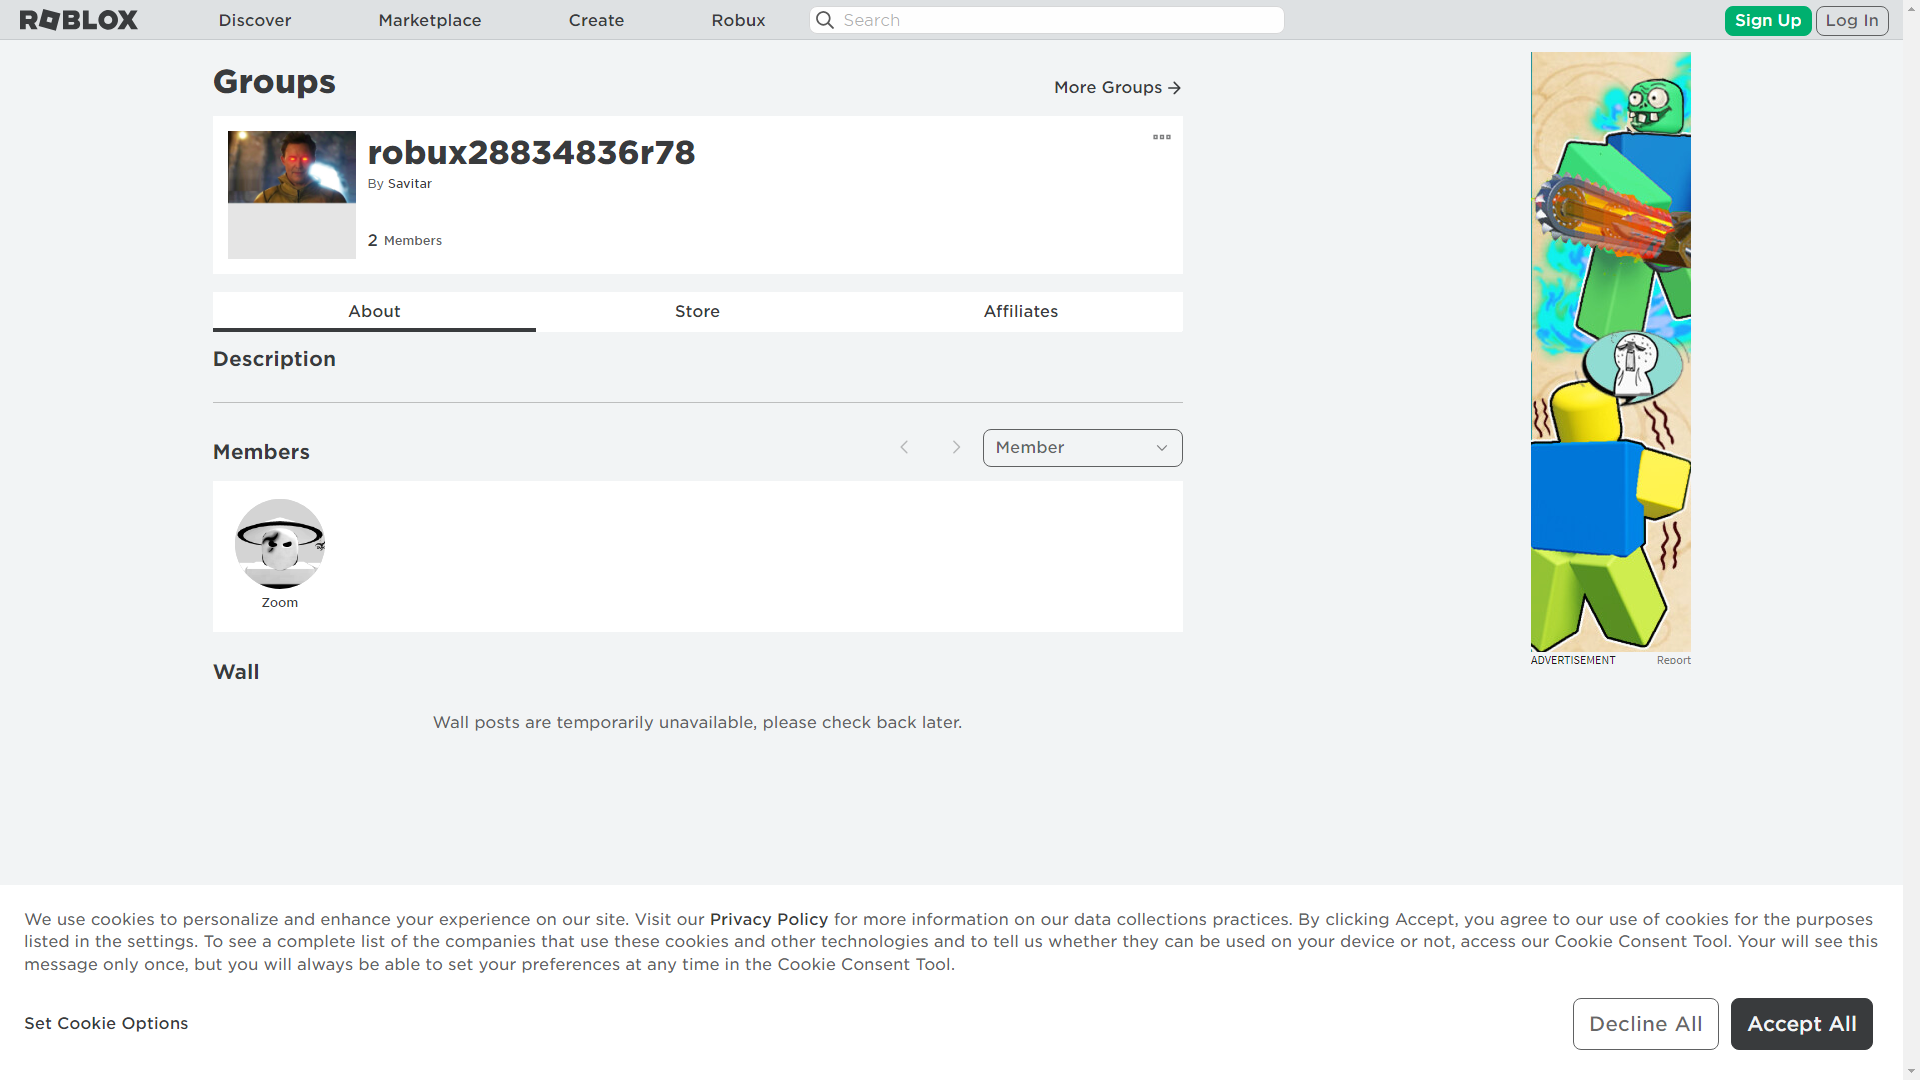 ROBLOX
Discover
Marketplace
Create
Robux
Search
Sign Up
Log In
Groups
More Groups
robux28834836r78
By Savitar
2 Members
About
Store
Affiliates
Description
Members
Member
Zoom
Wall
Wall posts are temporarily unavailable, please check back later.
ADVERTISEMENT
Report
We use cookies to personalize and enhance your experience on our site. Visit our Privacy Policy for more information on our data collections practices. By clicking Accept, you agree to our use of cookies for the purposes
listed in the settings. To see a complete list of the companies that use these cookies and other technologies and to tell us whether they can be used on your device or not, access our Cookie Consent Tool. Your will see this
message only once, but you will always be able to set your preferences at any time in the Cookie Consent Tool.
Set Cookie Options
Decline All
Accept All